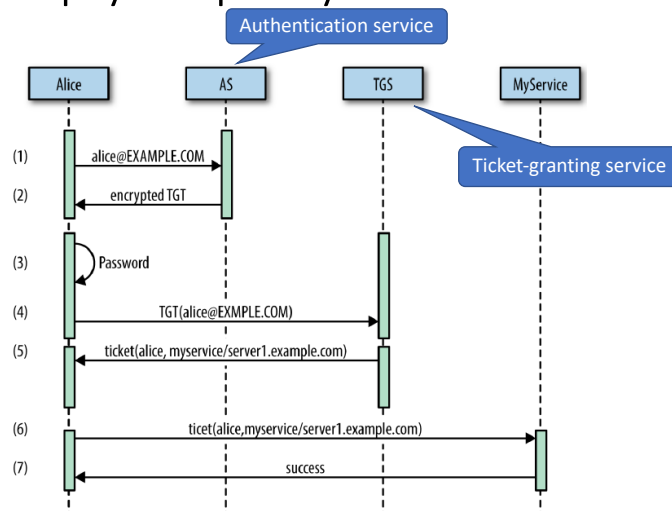 Authentication service
Alice
AS
TGS
MyService
Ticket-granting service
(1)
alice@EXAMPLE.COM
(2)
encrypted TGT
(3)
Password
(4)
TGT(alice@EXMPLE.COM)
(5)
ticket(alice, myservice/server1.example.com)
(6)
ticet(alice,myservice/server1.example.com)
(7)
success